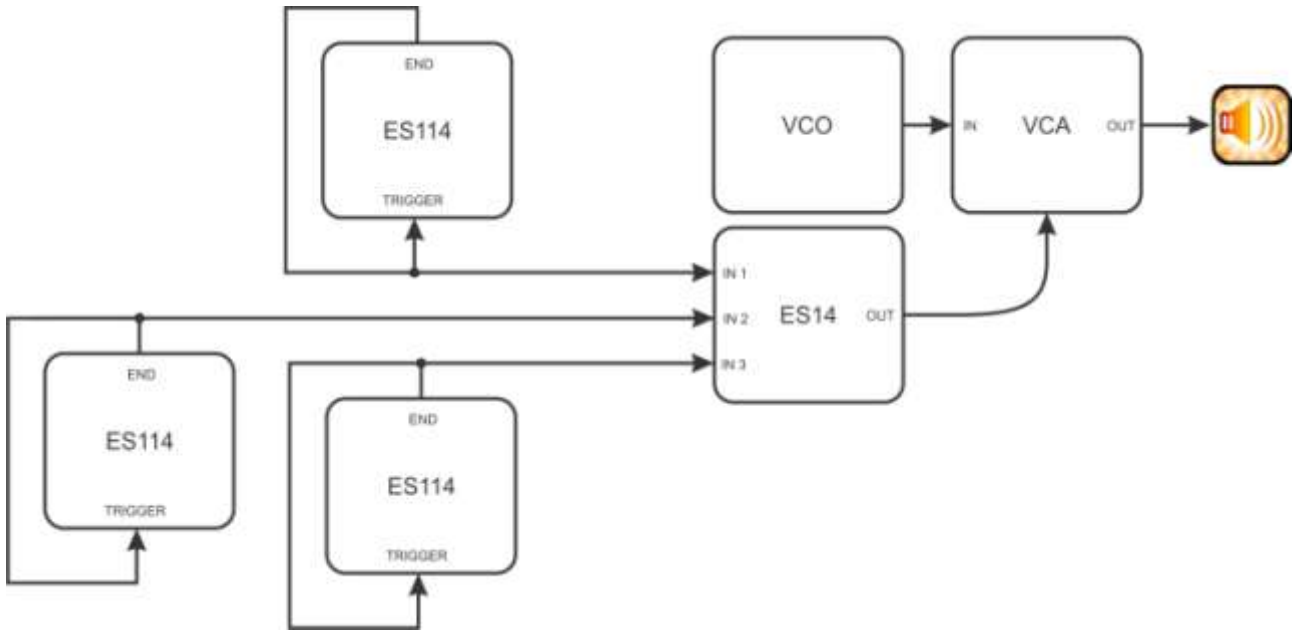 END
ES114
TRIGGER
VCO
IN VCA OUT
IN 1
IN 2 ES14 OUT
IN 3
END
ES114
TRIGGER
END
ES114
TRIGGER